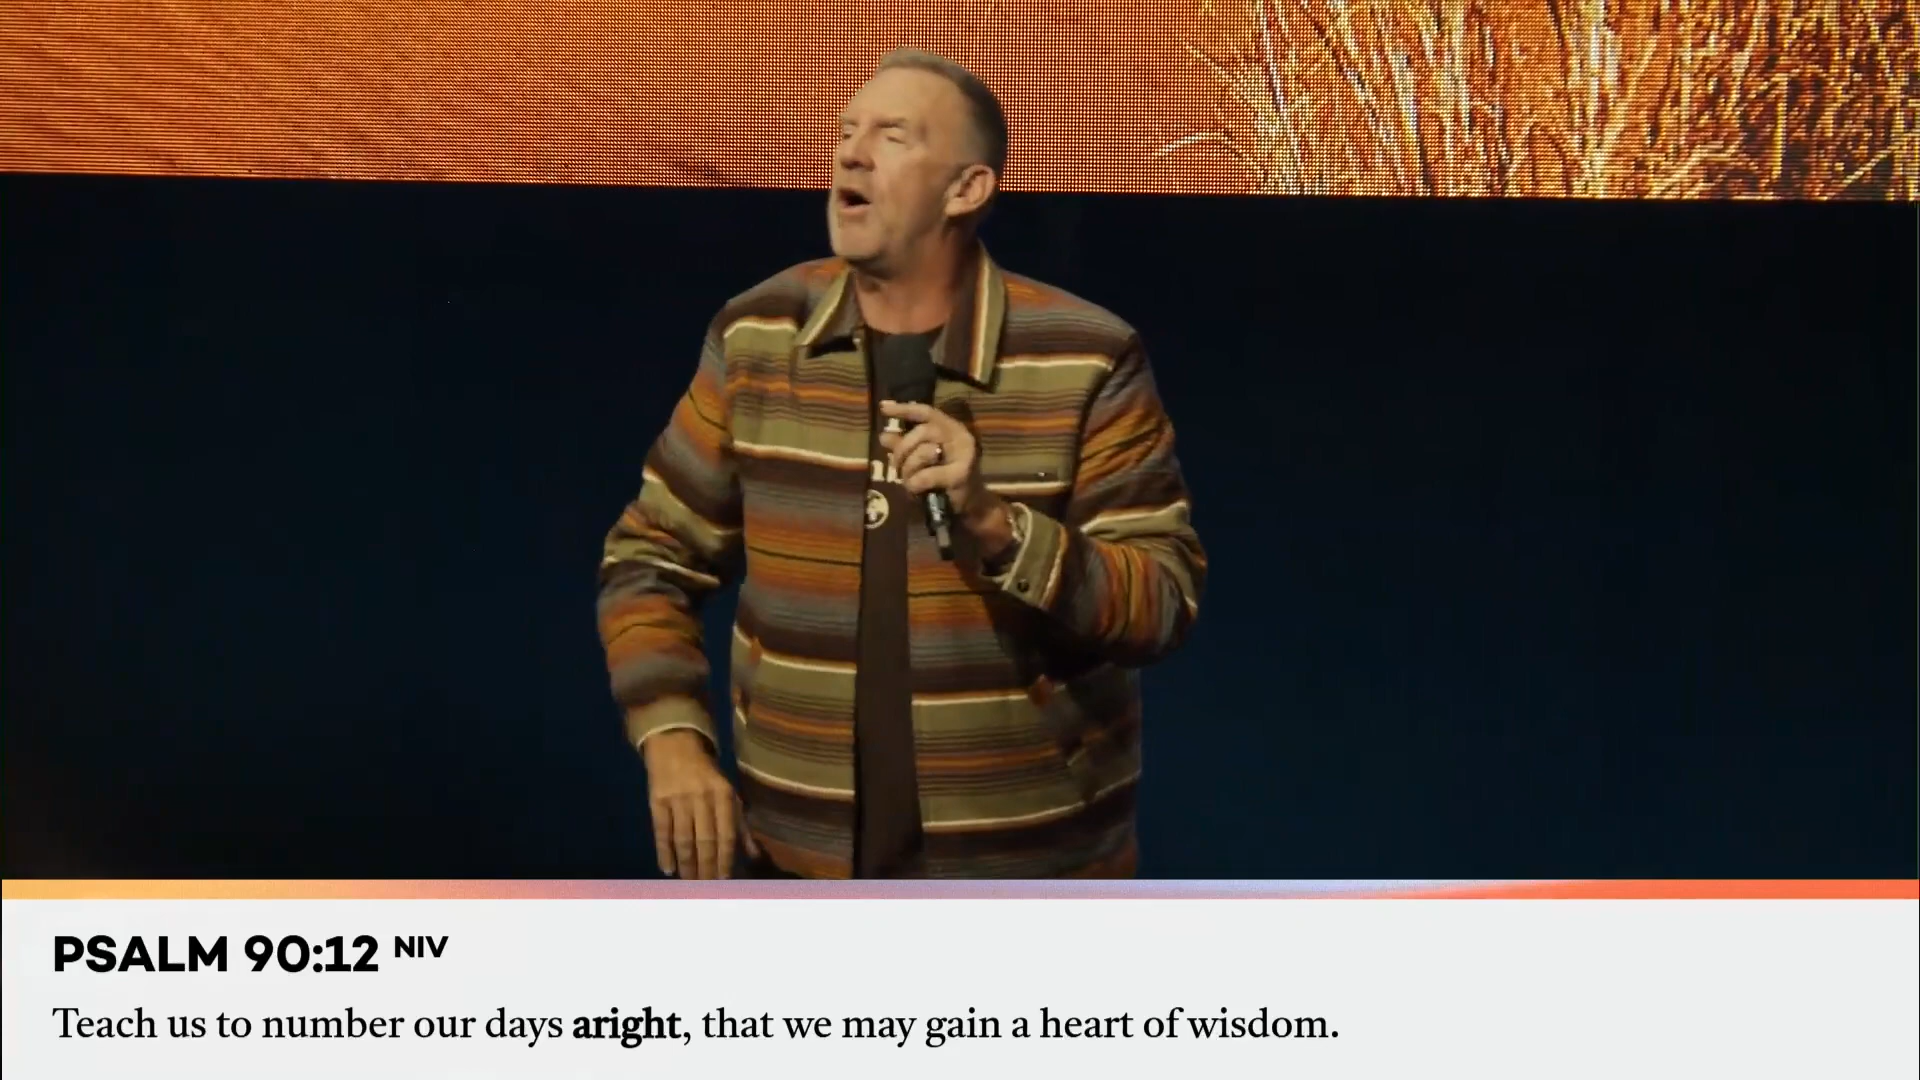 PSALM 90:12 NIV
Teach us to number our days aright, that we may gain a heart of wisdom.